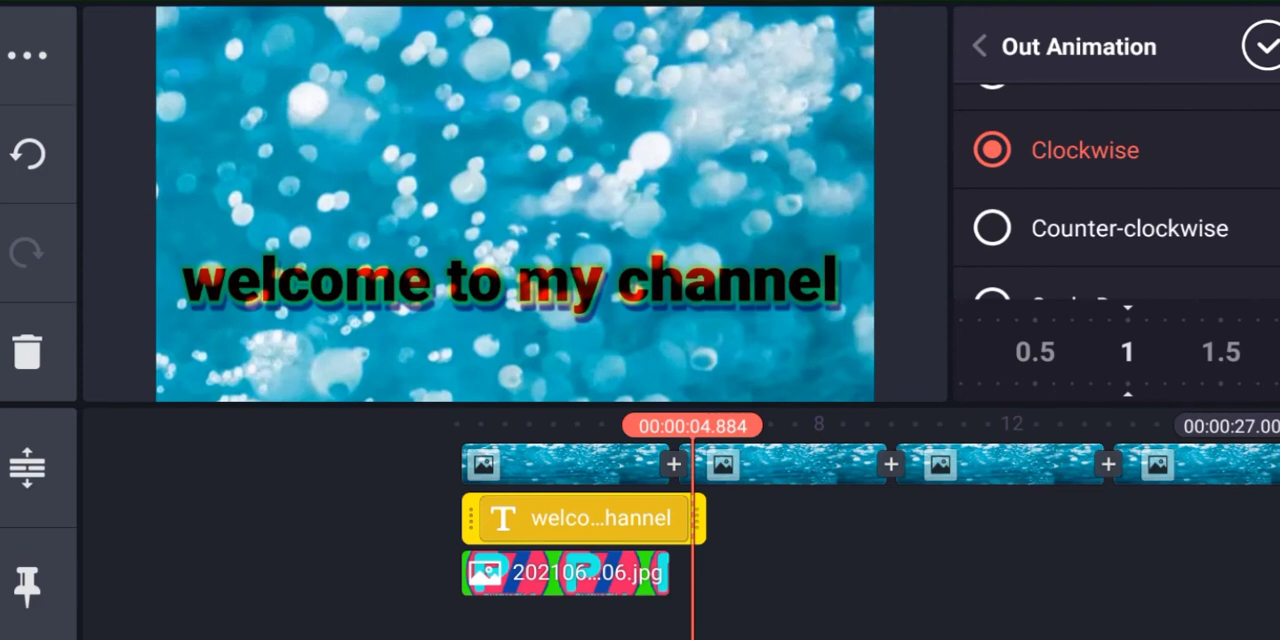 Out Animation
Clockwise
Counter-clockwise
0.5 1 1.5
welcome to my channel
00:00:04.884 8 12 00:00:27.00
T welco...hannel
202106...06.jpg